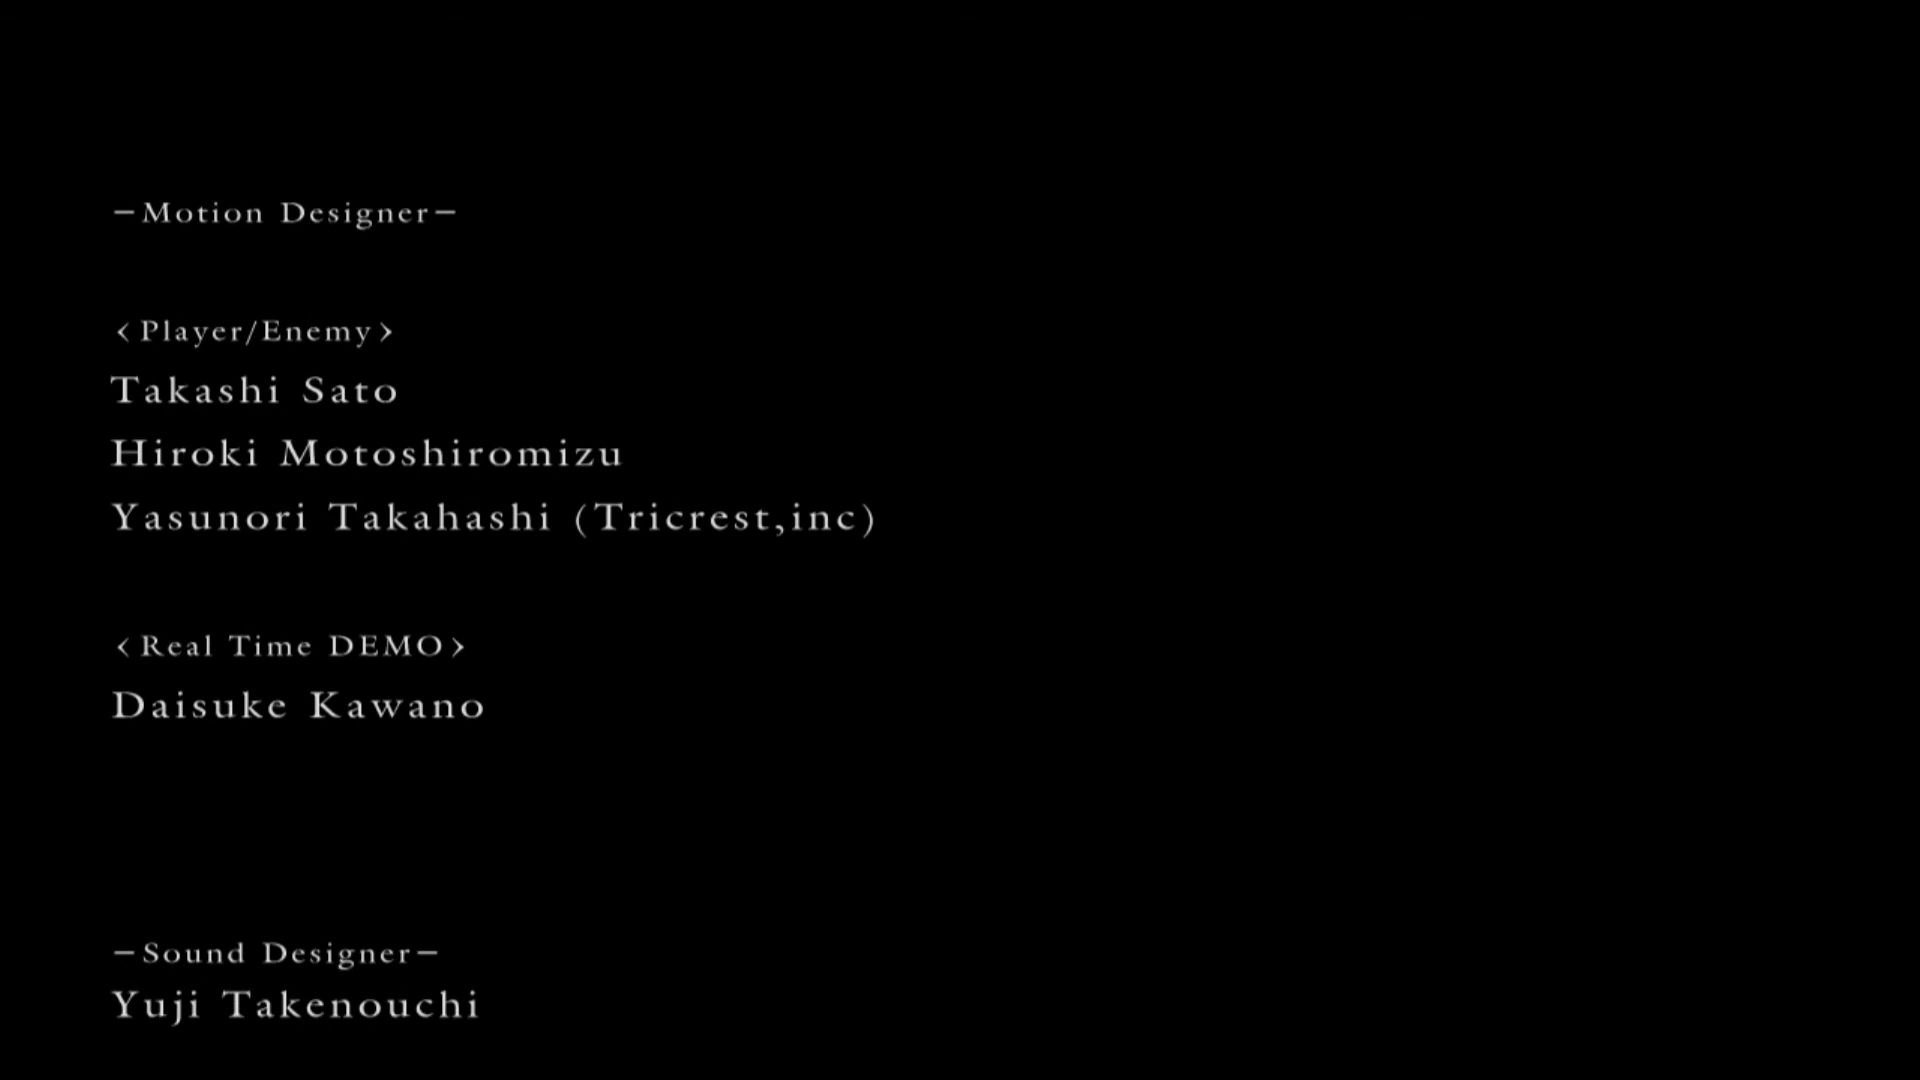 －Motion Designer－
〈Player/Enemy〉
Takashi Sato
Hiroki Motoshiromizu
Yasunori Takahashi (Tricrest,inc)
〈Real Time DEMO〉
Daisuke Kawano
－Sound Designer－
Yuji Takenouchi